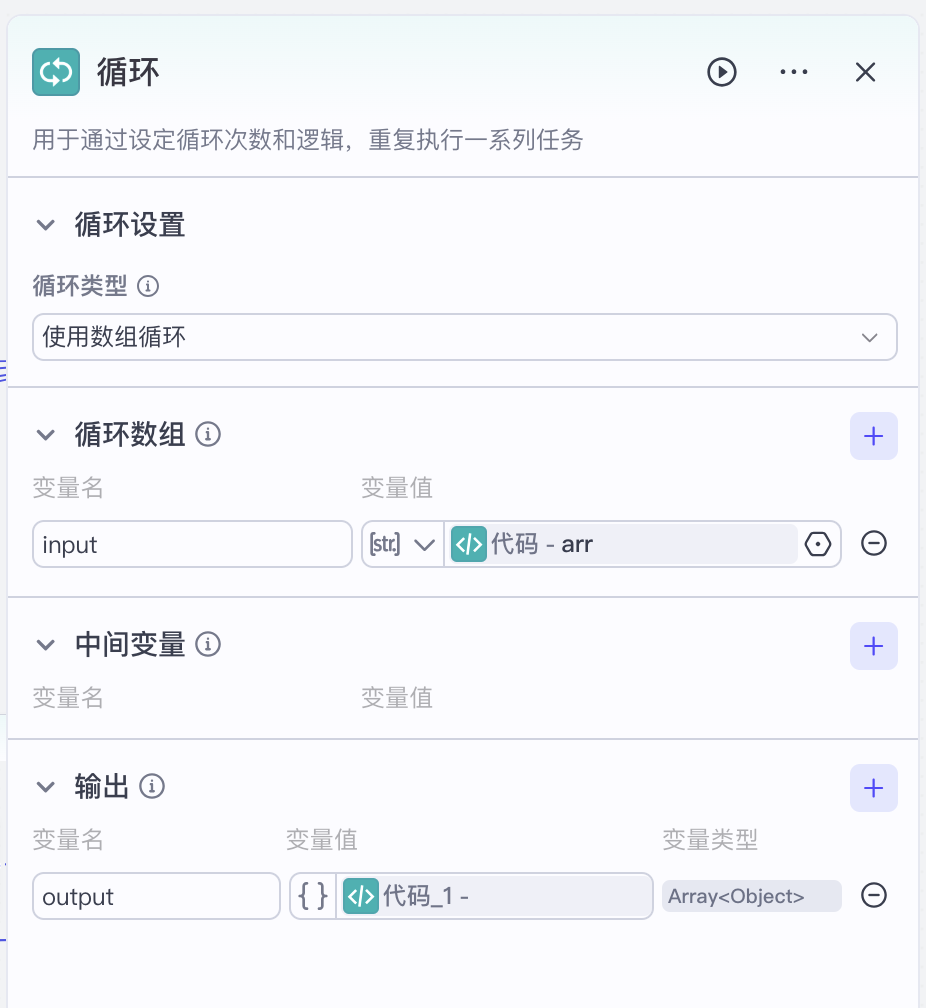 循环
用于通过设定循环次数和逻辑，重复执行一系列任务
循环设置
循环类型
使用数组循环
循环数组
变量名 变量值
input [str] 代码 - arr
中间变量
变量名 变量值
输出
变量名 变量值 变量类型
output { } 代码_1 - Array<Object>